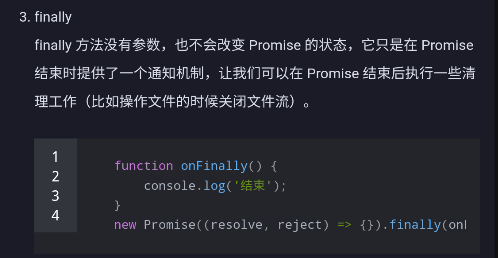 3. finally
finally 方法没有参数，也不会改变 Promise 的状态，它只是在 Promise
结束时提供了一个通知机制，让我们可以在 Promise 结束后执行一些清
理工作（比如操作文件的时候关闭文件流）。
1 function onFinally() {
2 console.log('结束');
3 }
4 new Promise((resolve, reject) => {}).finally(onF